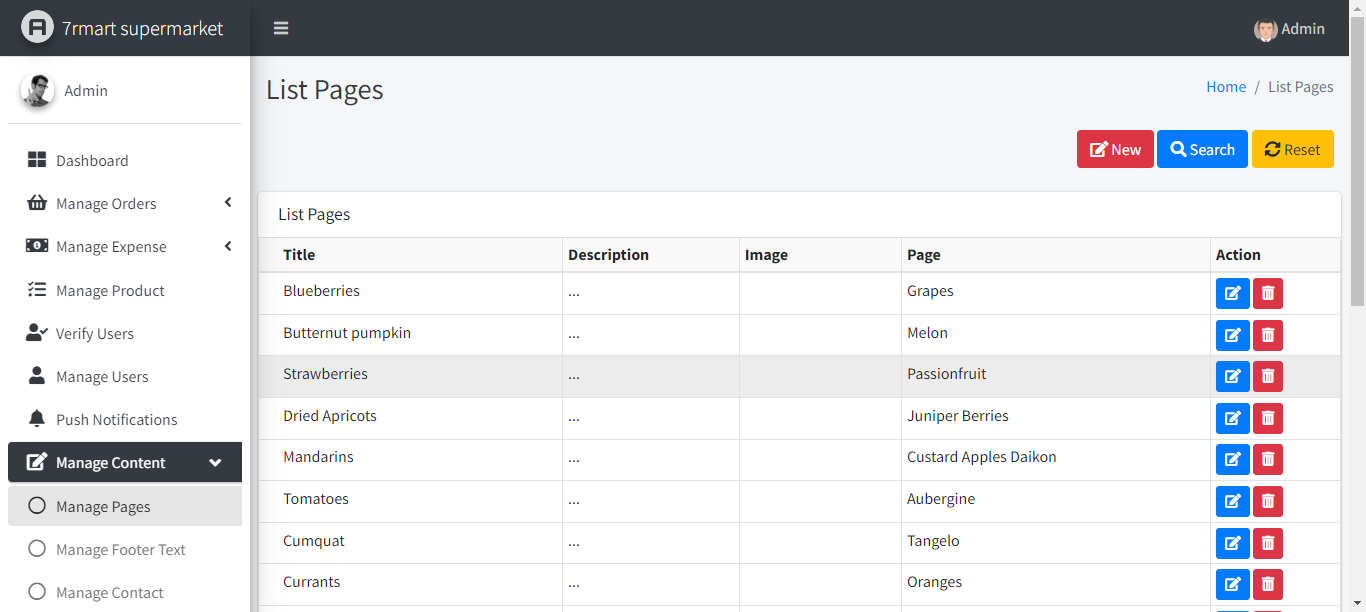 7rmart supermarket
Admin
Admin
Dashboard
Manage Orders
Manage Expense
Manage Product
Verify Users
Manage Users
Push Notifications
Manage Content
Manage Pages
Manage Footer Text
Manage Contact
List Pages
Home / List Pages
New Search Reset
List Pages
Title Description Image Page Action
Blueberries ... Grapes
Butternut pumpkin ... Melon
Strawberries ... Passionfruit
Dried Apricots ... Juniper Berries
Mandarins ... Custard Apples Daikon
Tomatoes ... Aubergine
Cumquat ... Tangelo
Currants ... Oranges